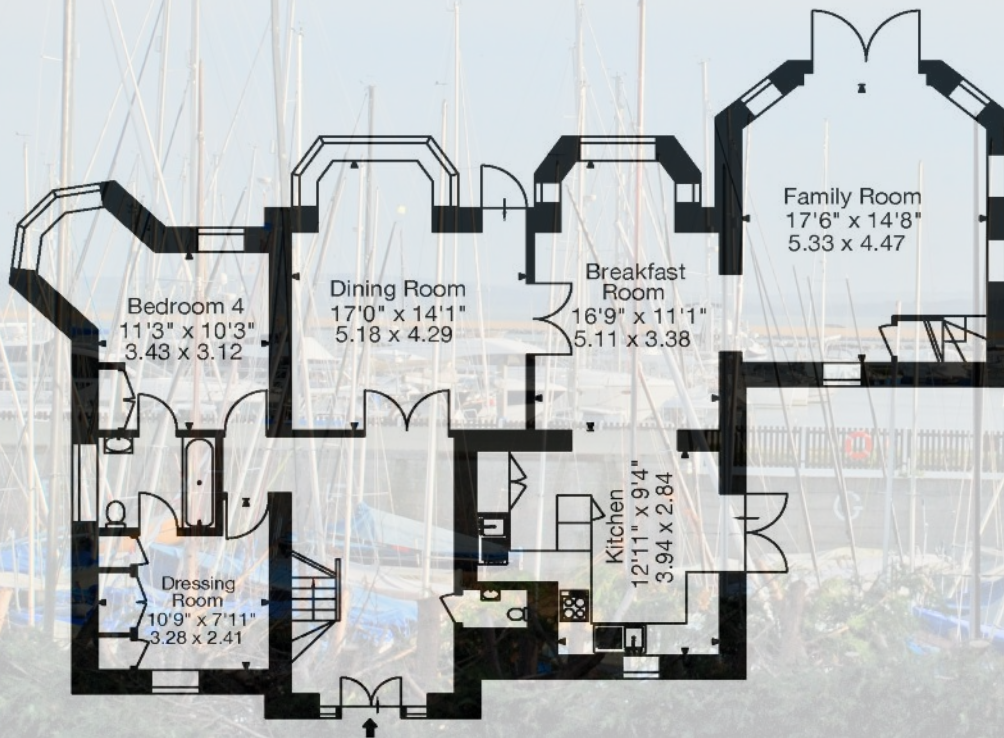 Family Room
17'6" x 14'8"
5.33 x 4.47
Breakfast
Room
16'9" x 11'1"
5.11 x 3.38
Dining Room
17'0" x 14'1"
5.18 x 4.29
Bedroom 4
11'3" x 10'3"
3.43 x 3.12
Kitchen
12'11" x 9'4"
3.94 x 2.84
Dressing
Room
10'9" x 7'11"
3.28 x 2.41